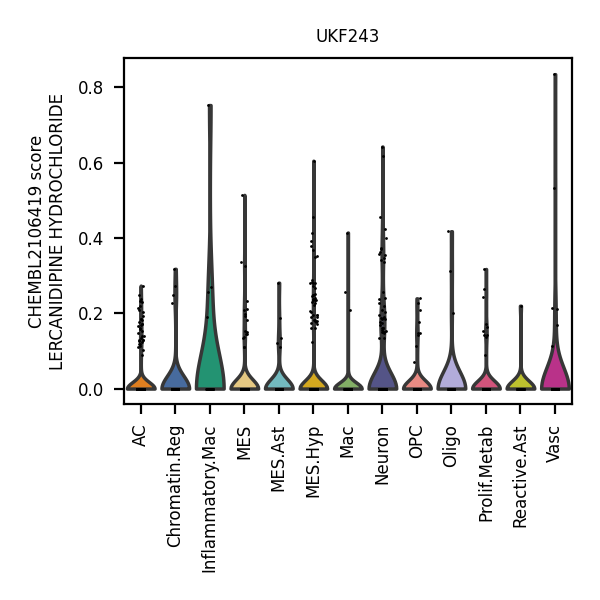 UKF243
CHEMBL2106419 score
LERCANIDIPINE HYDROCHLORIDE
0.8
0.6
0.4
0.2
0.0
AC
Chromatin.Reg
Inflammatory.Mac
MES
MES.Ast
MES.Hyp
Mac
Neuron
OPC
Oligo
Prolif.Metab
Reactive.Ast
Vasc